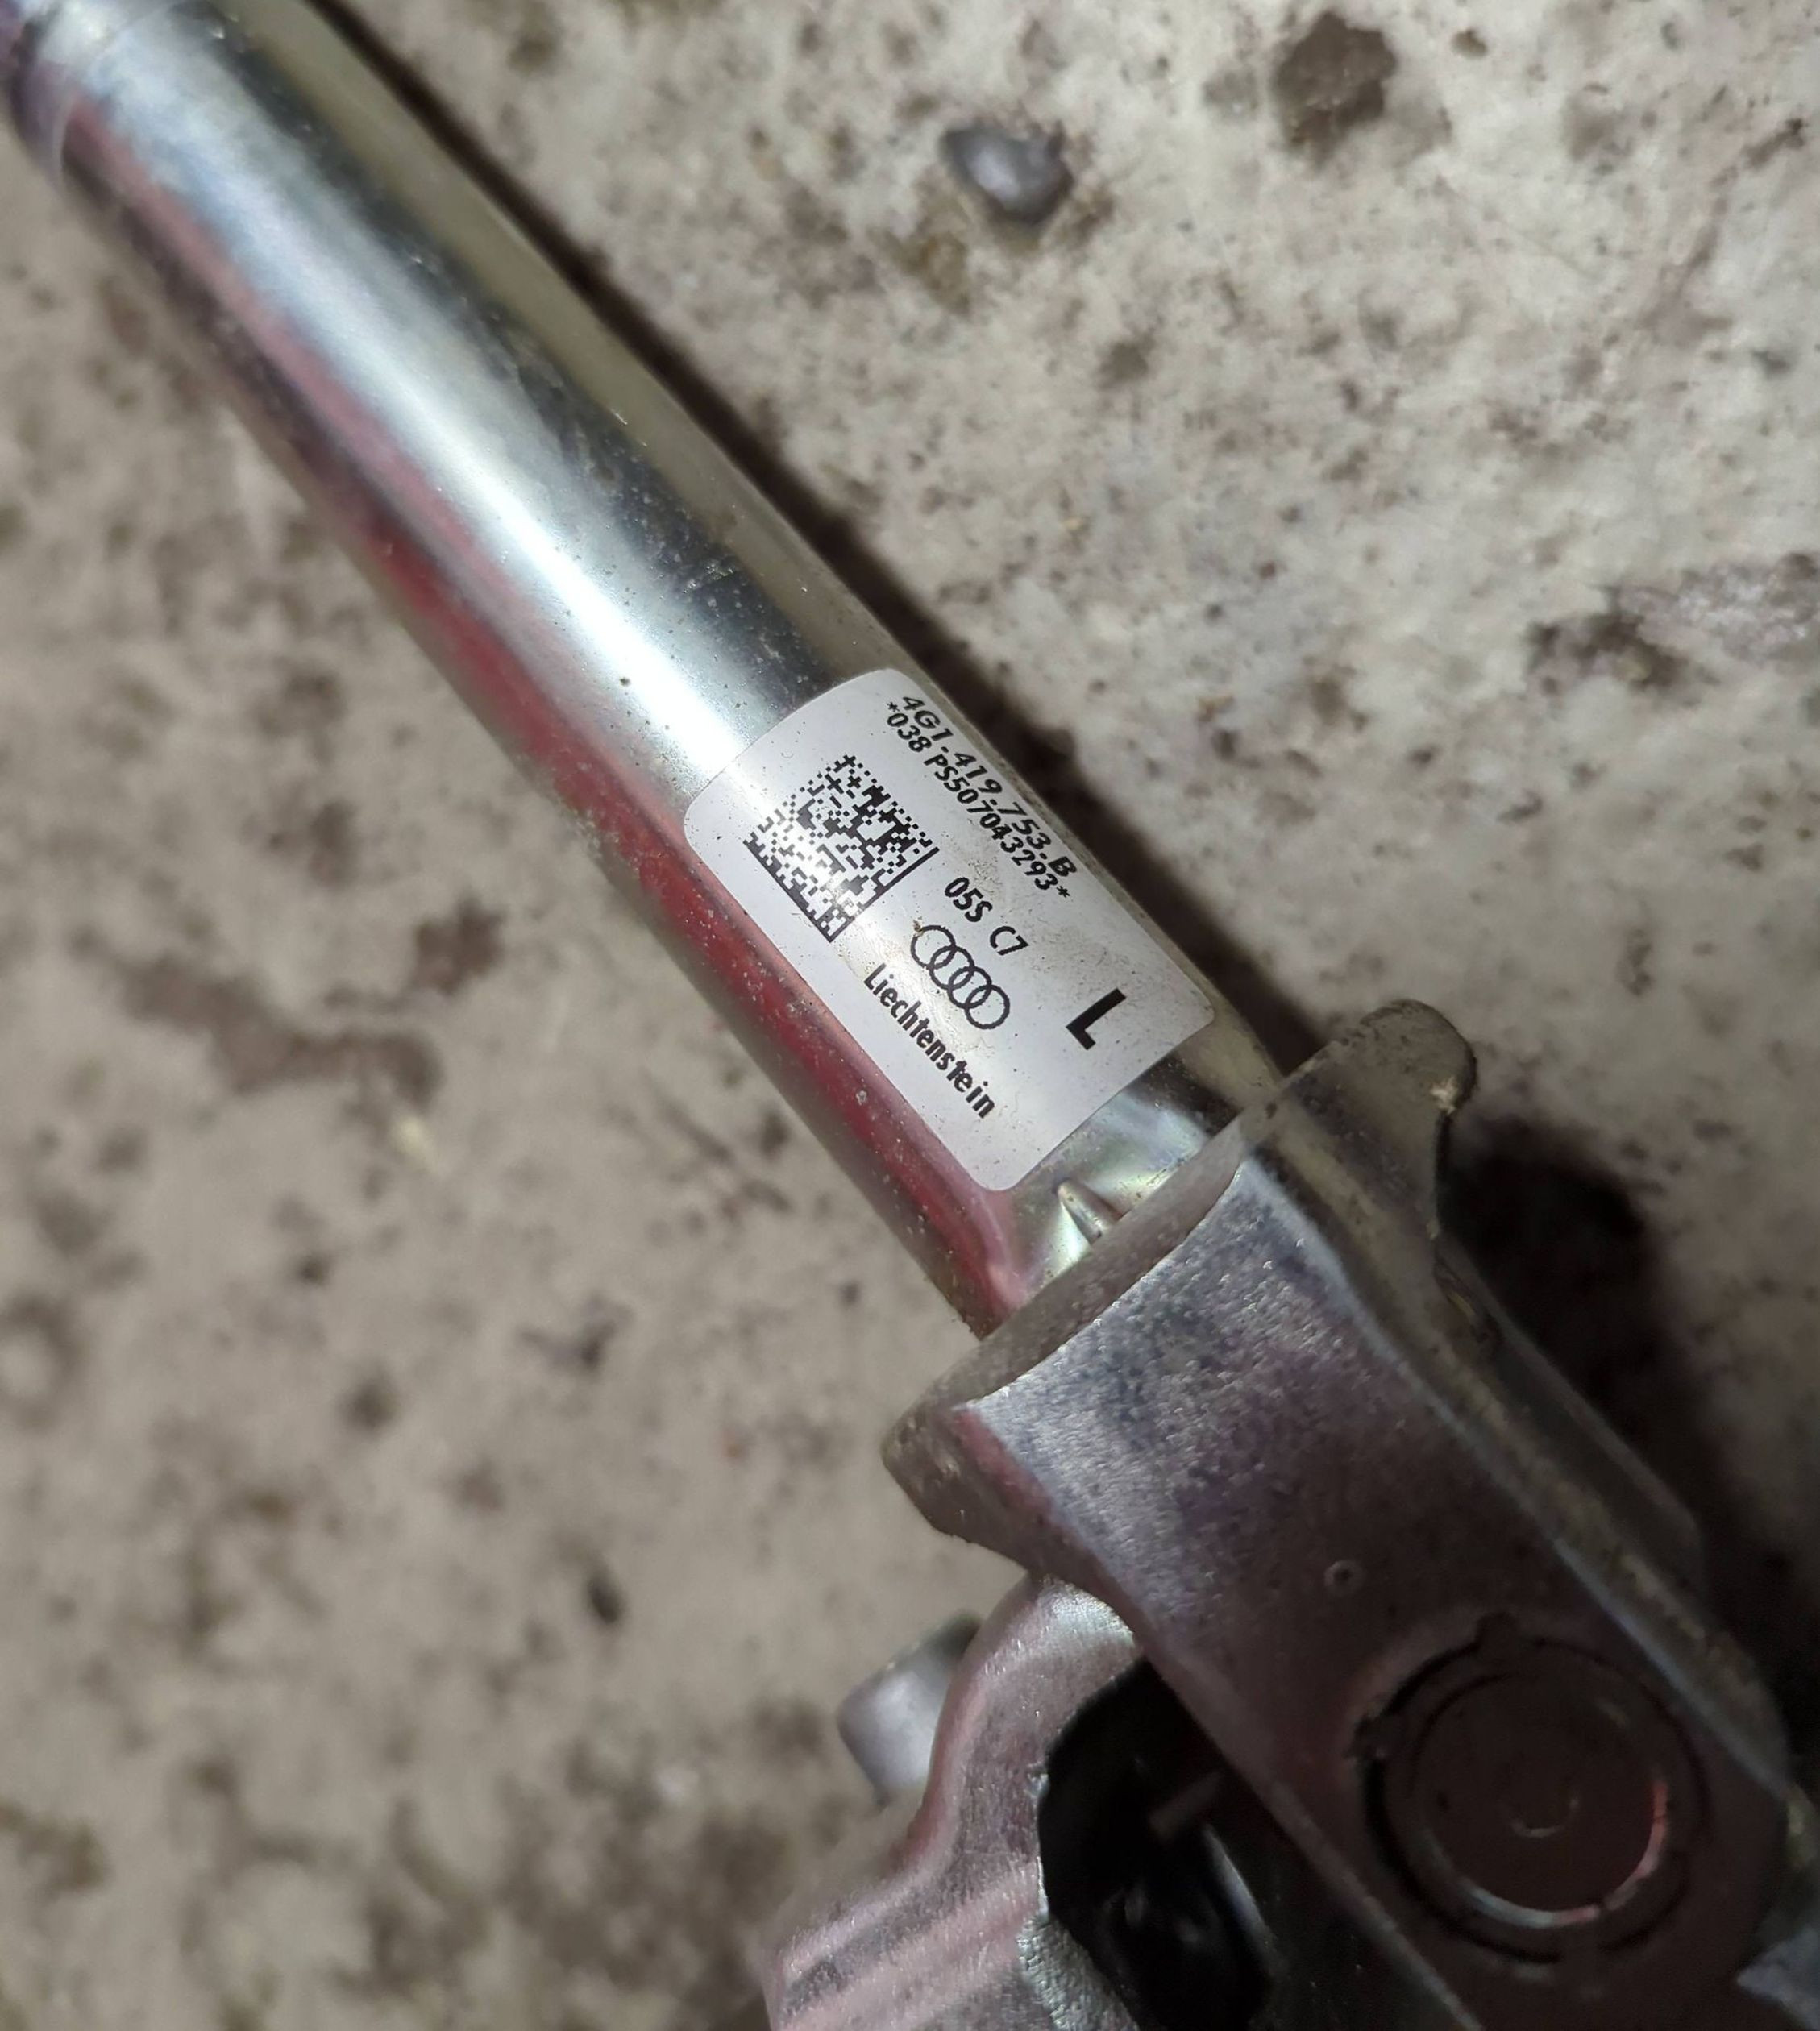 4G1.419.753.B
*038 PS507043293*
05S C7
L
Liechtenstein